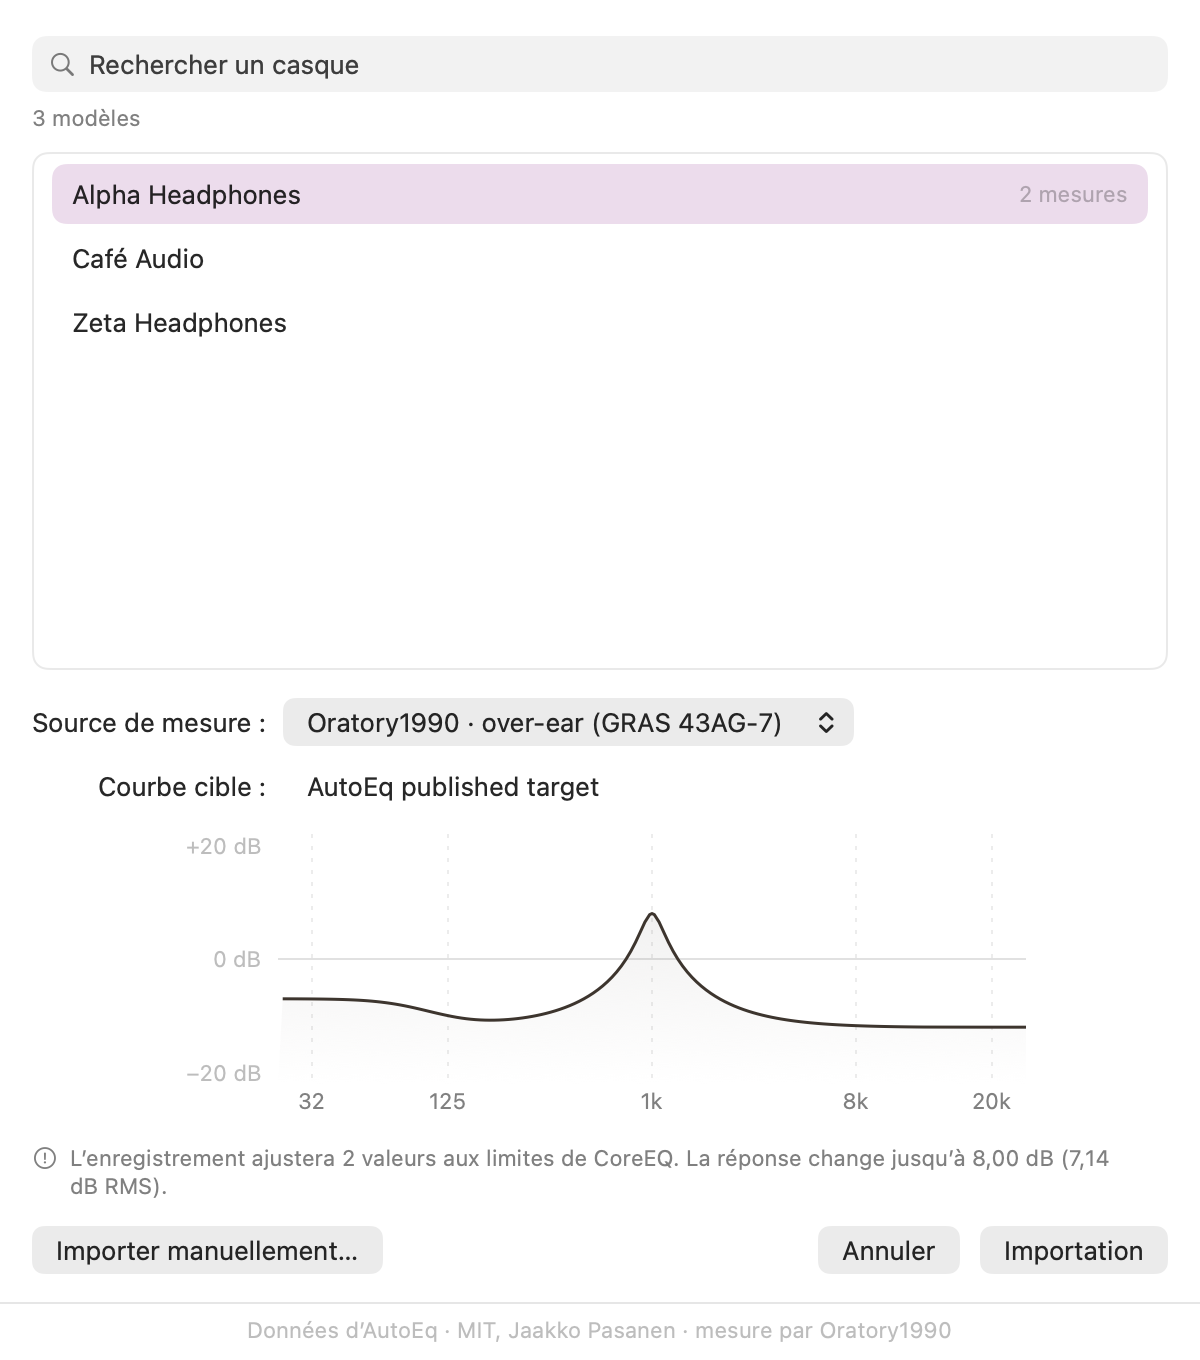 Rechercher un casque
3 modèles
Alpha Headphones 2 mesures
Café Audio
Zeta Headphones
Source de mesure : Oratory1990 · over-ear (GRAS 43AG-7)
Courbe cible : AutoEq published target
+20 dB
0 dB
−20 dB
32 125 1k 8k 20k
L’enregistrement ajustera 2 valeurs aux limites de CoreEQ. La réponse change jusqu’à 8,00 dB (7,14
dB RMS).
Importer manuellement… Annuler Importation
Données d’AutoEq · MIT, Jaakko Pasanen · mesure par Oratory1990